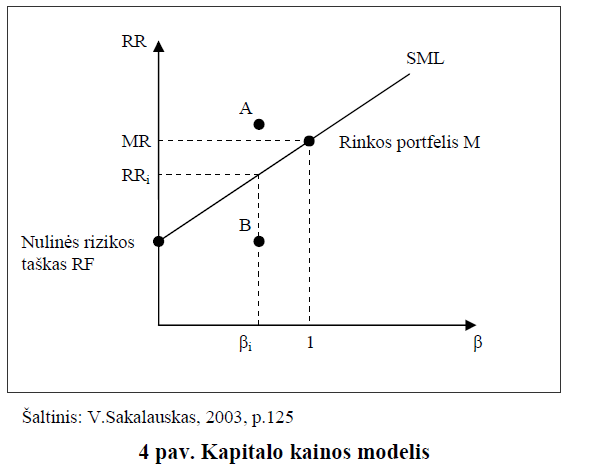 RR
SML
A
MR
Rinkos portfelis M
RRi
B
Nulinės rizikos
taškas RF
βi
1
β
Šaltinis: V.Sakalauskas, 2003, p.125
4 pav. Kapitalo kainos modelis